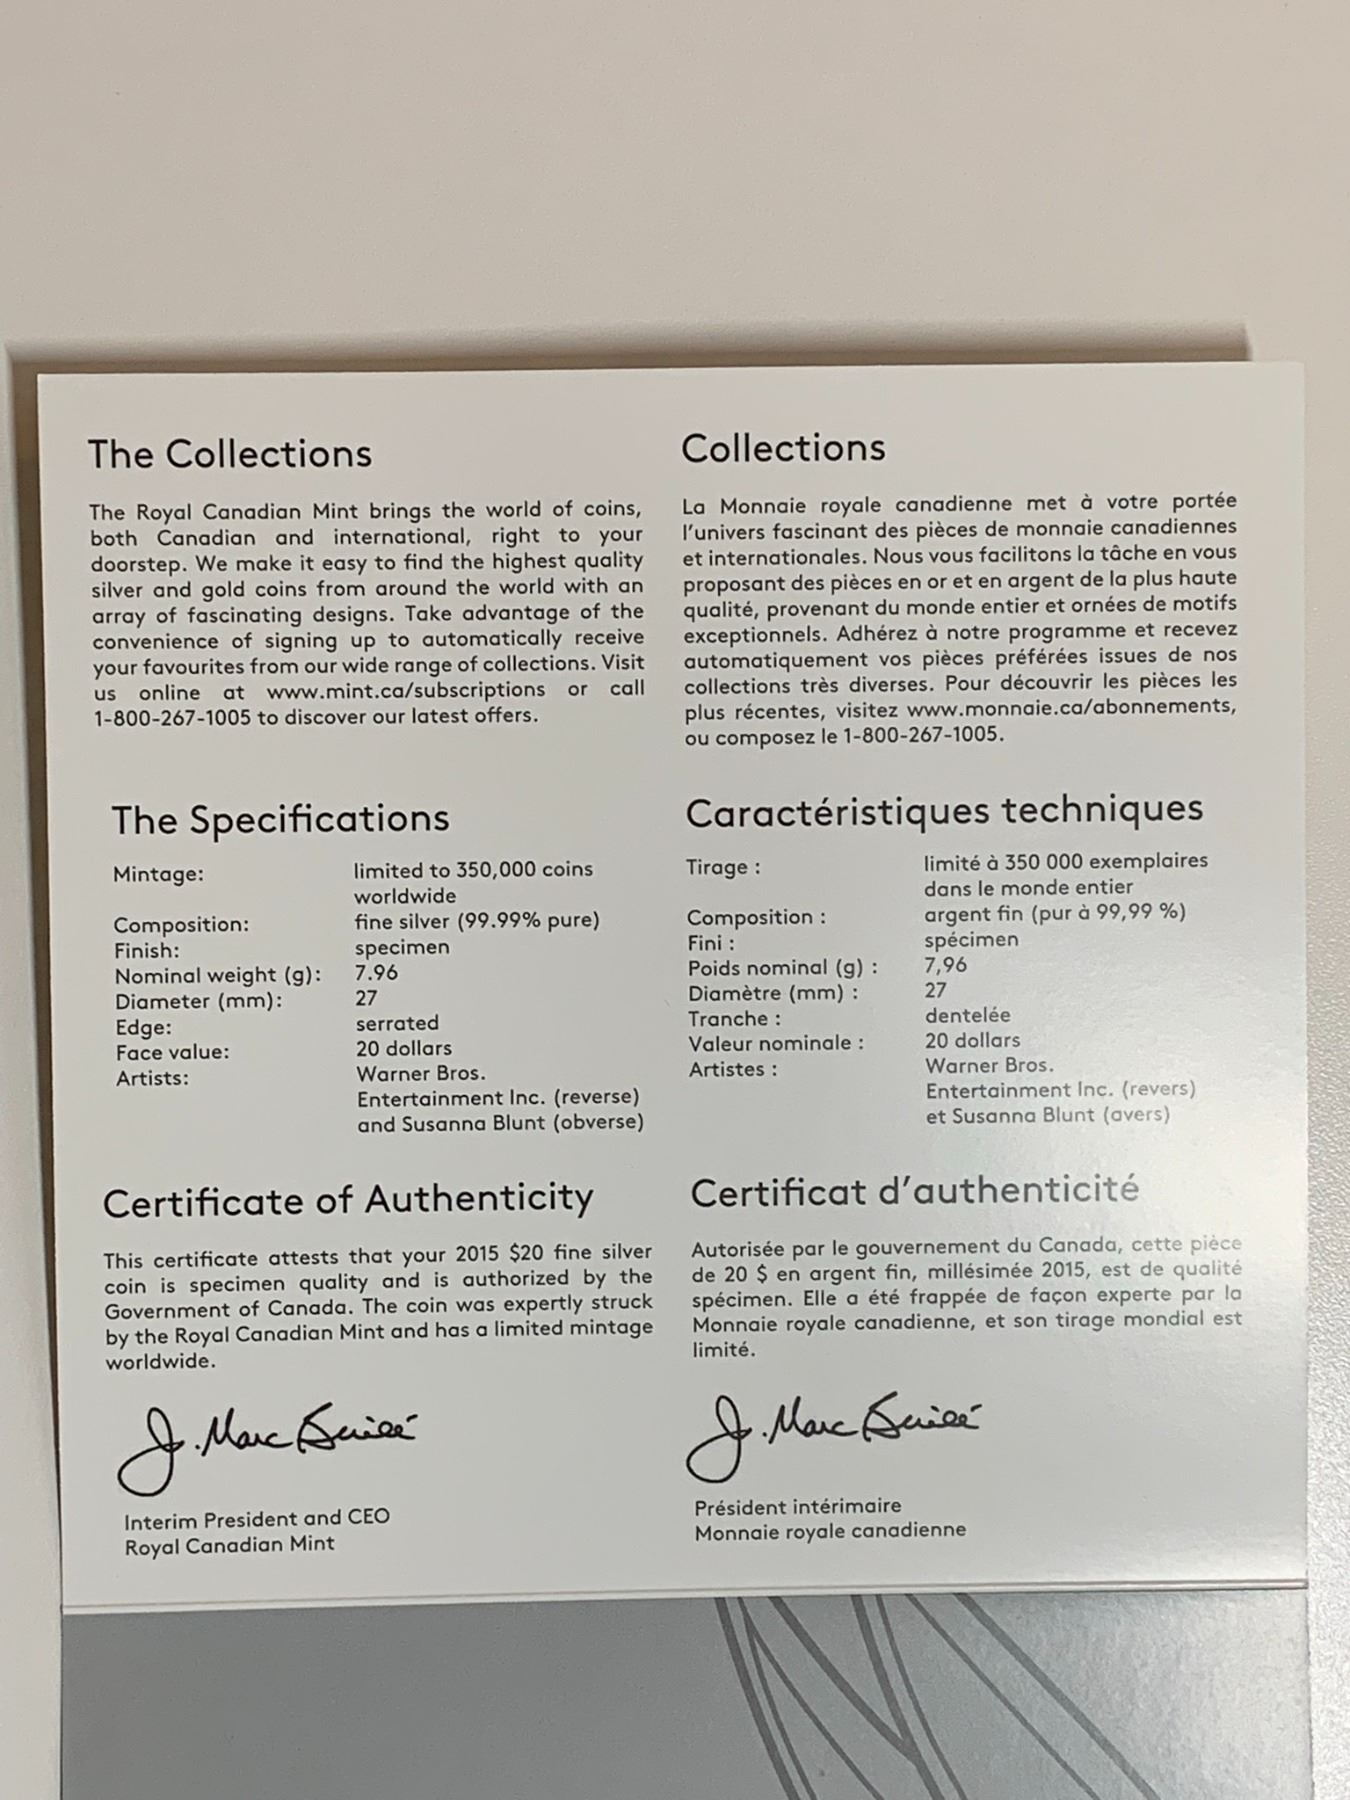 The Collections
The Royal Canadian Mint brings the world of coins,
both Canadian and international, right to your
doorstep. We make it easy to find the highest quality
silver and gold coins from around the world with an
array of fascinating designs. Take advantage of the
convenience of signing up to automatically receive
your favourites from our wide range of collections. Visit
us online at www.mint.ca/subscriptions or call
1-800-267-1005 to discover our latest offers.
The Specifications
Mintage: limited to 350,000 coins
worldwide
Composition: fine silver (99.99% pure)
Finish: specimen
Nominal weight (g): 7.96
Diameter (mm): 27
Edge: serrated
Face value: 20 dollars
Artists: Warner Bros.
Entertainment Inc. (reverse)
and Susanna Blunt (obverse)
Certificate of Authenticity
This certificate attests that your 2015 $20 fine silver
coin is specimen quality and is authorized by the
Government of Canada. The coin was expertly struck
by the Royal Canadian Mint and has a limited mintage
worldwide.
J. Marc Brûlé
Interim President and CEO
Royal Canadian Mint
Collections
La Monnaie royale canadienne met à votre portée
l'univers fascinant des pièces de monnaie canadiennes
et internationales. Nous vous facilitons la tâche en vous
proposant des pièces en or et en argent de la plus haute
qualité, provenant du monde entier et ornées de motifs
exceptionnels. Adhérez à notre programme et recevez
automatiquement vos pièces préférées issues de nos
collections très diverses. Pour découvrir les pièces les
plus récentes, visitez www.monnaie.ca/abonnements,
ou composez le 1-800-267-1005.
Caractéristiques techniques
Tirage : limité à 350 000 exemplaires
dans le monde entier
Composition : argent fin (pur à 99,99 %)
Fini : spécimen
Poids nominal (g) : 7,96
Diamètre (mm) : 27
Tranche : dentelée
Valeur nominale : 20 dollars
Artistes : Warner Bros.
Entertainment Inc. (revers)
et Susanna Blunt (avers)
Certificat d'authenticité
Autorisée par le gouvernement du Canada, cette pièce
de 20 $ en argent fin, millésimée 2015, est de qualité
spécimen. Elle a été frappée de façon experte par la
Monnaie royale canadienne, et son tirage mondial est
limité.
J. Marc Brûlé
Président intérimaire
Monnaie royale canadienne